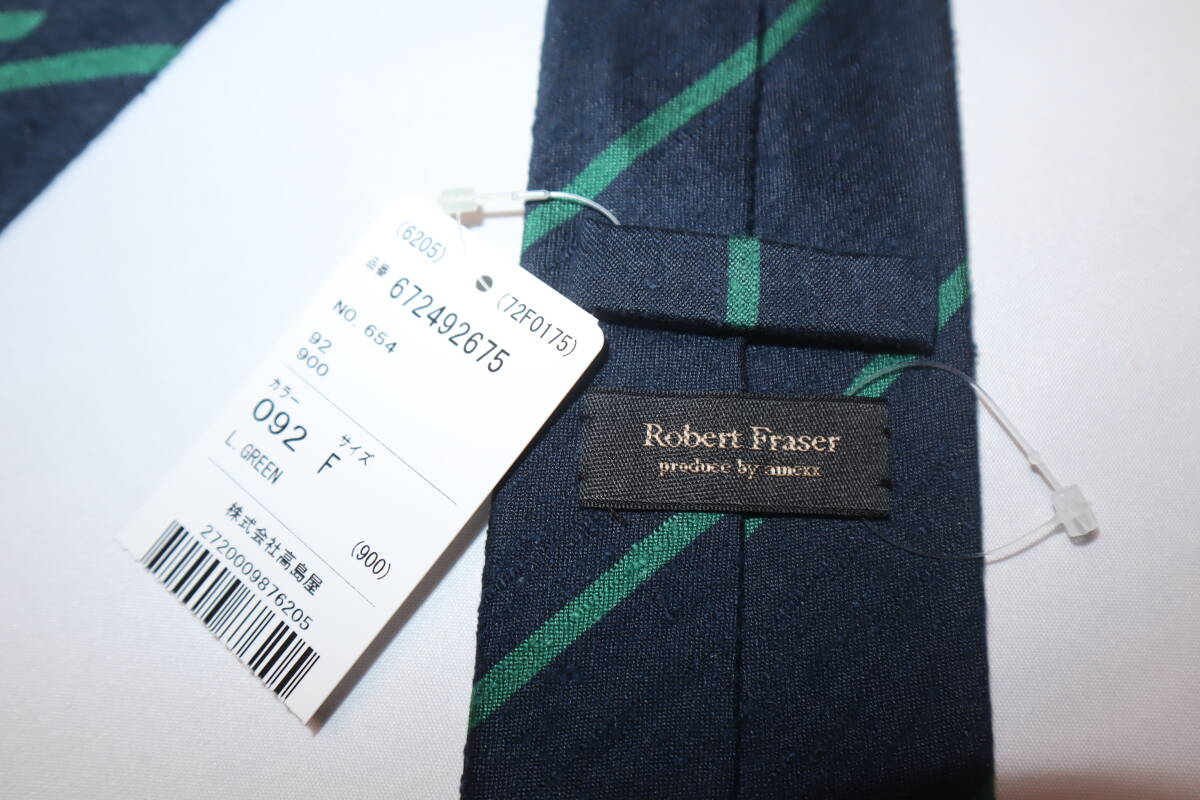 (6205)
(72F0175)
品番 672492675
NO. 654
92
900
カラー サイズ
092 F
L. GREEN
(900)
株式会社高島屋
2720009876205
Robert Fraser
produce by amexx